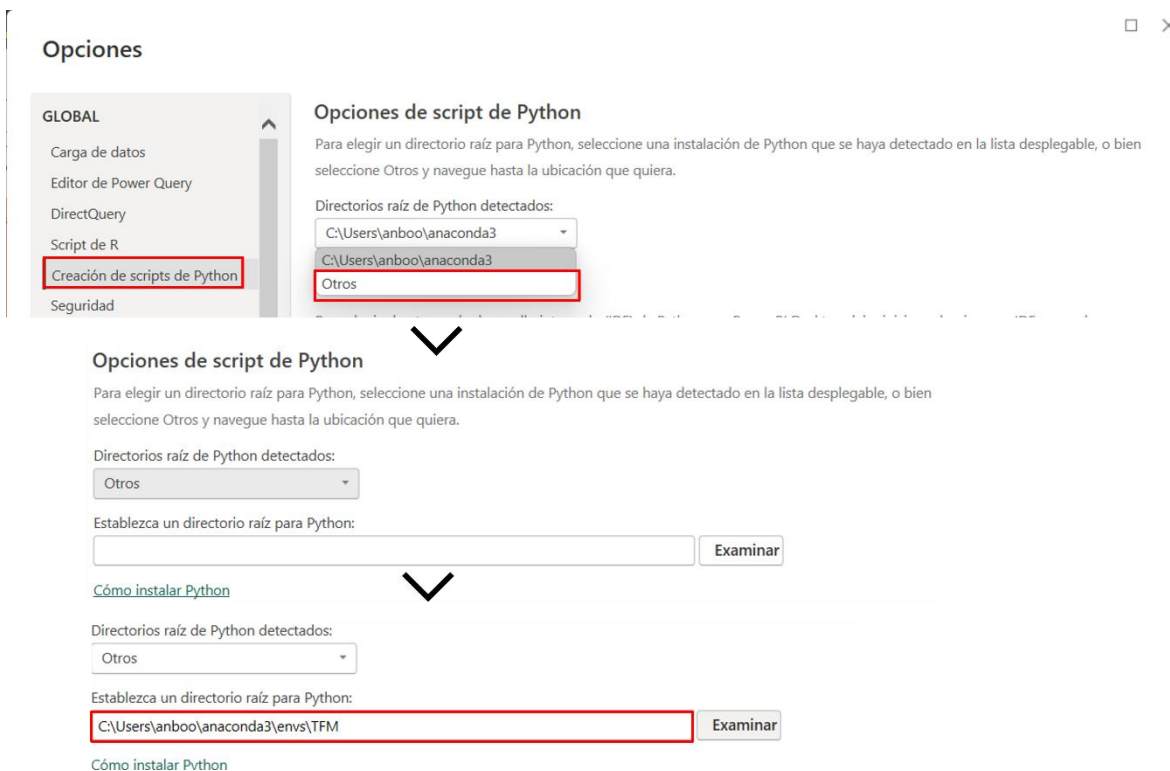 Opciones
GLOBAL
Carga de datos
Editor de Power Query
DirectQuery
Script de R
Creación de scripts de Python
Seguridad
Opciones de script de Python
Para elegir un directorio raíz para Python, seleccione una instalación de Python que se haya detectado en la lista desplegable, o bien
seleccione Otros y navegue hasta la ubicación que quiera.
Directorios raíz de Python detectados:
C:\Users\anboo\anaconda3
C:\Users\anboo\anaconda3
Otros
Opciones de script de Python
Para elegir un directorio raíz para Python, seleccione una instalación de Python que se haya detectado en la lista desplegable, o bien
seleccione Otros y navegue hasta la ubicación que quiera.
Directorios raíz de Python detectados:
Otros
Establezca un directorio raíz para Python:
Examinar
Cómo instalar Python
Directorios raíz de Python detectados:
Otros
Establezca un directorio raíz para Python:
C:\Users\anboo\anaconda3\envs\TFM
Examinar
Cómo instalar Python